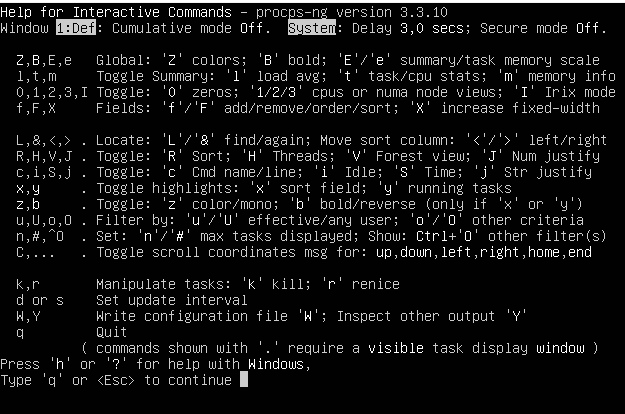 Help for Interactive Commands - procps-ng version 3.3.10
Window 1:Def: Cumulative mode Off.  System: Delay 3,0 secs; Secure mode Off.

  Z,B,E,e   Global: 'Z' colors; 'B' bold; 'E'/'e' summary/task memory scale
  l,t,m     Toggle Summary: 'l' load avg; 't' task/cpu stats; 'm' memory info
  0,1,2,3,I Toggle: '0' zeros; '1/2/3' cpus or numa node views; 'I' Irix mode
  f,F,X     Fields: 'f'/'F' add/remove/order/sort; 'X' increase fixed-width

  L,&,<,> . Locate: 'L'/'&' find/again; Move sort column: '<'/'>' left/right
  R,H,V,J . Toggle: 'R' Sort; 'H' Threads; 'V' Forest view; 'J' Num justify
  c,i,S,j . Toggle: 'c' Cmd name/line; 'i' Idle; 'S' Time; 'j' Str justify
  x,y     . Toggle highlights: 'x' sort field; 'y' running tasks
  z,b     . Toggle: 'z' color/mono; 'b' bold/reverse (only if 'x' or 'y')
  u,U,o,O . Filter by: 'u'/'U' effective/any user; 'o'/'O' other criteria
  n,#,^O  . Set: 'n'/'#' max tasks displayed; Show: Ctrl+'O' other filter(s)
  C,...   . Toggle scroll coordinates msg for: up,down,left,right,home,end

  k,r       Manipulate tasks: 'k' kill; 'r' renice
  d or s    Set update interval
  W,Y       Write configuration file 'W'; Inspect other output 'Y'
  q         Quit
          ( commands shown with '.' require a visible task display window )
Press 'h' or '?' for help with Windows,
Type 'q' or <Esc> to continue